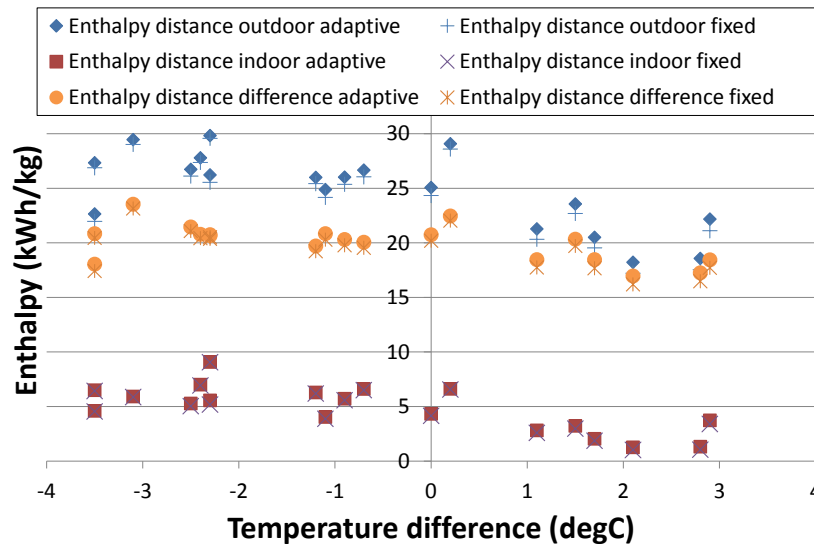 Enthalpy distance outdoor adaptive
Enthalpy distance outdoor fixed
Enthalpy distance indoor adaptive
Enthalpy distance indoor fixed
Enthalpy distance difference adaptive
Enthalpy distance difference fixed
Enthalpy (kWh/kg)
30
25
20
15
10
5
0
-4 -3 -2 -1 0 1 2 3 4
Temperature difference (degC)